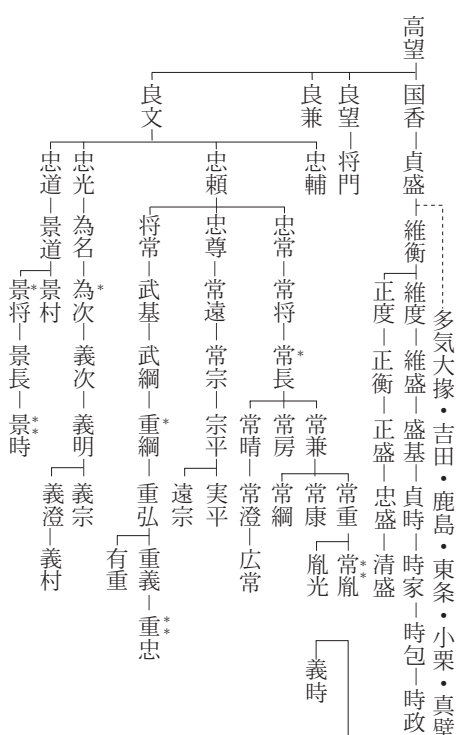 多気大掾・吉田・鹿島・東条・小栗・真壁
高望―国香―貞盛―維衡―維度―維盛―盛基―貞時―時家―時包―時政
正度―正衡―正盛―忠盛―清盛
義時
良望―将門
良兼
良文
忠輔
忠頼
忠常―常将―常長*
常兼
常重
常胤**
胤光
常康
常綱
常房
常晴―常澄―広常
忠尊―常遠―常宗―宗平
実平
遠宗
将常―武基―武綱―重綱*―重弘
重義―重忠**
有重
忠光―為名―為次*―義次―義明
義宗
義澄―義村
忠道―景道
景村
景将*―景長―景時**